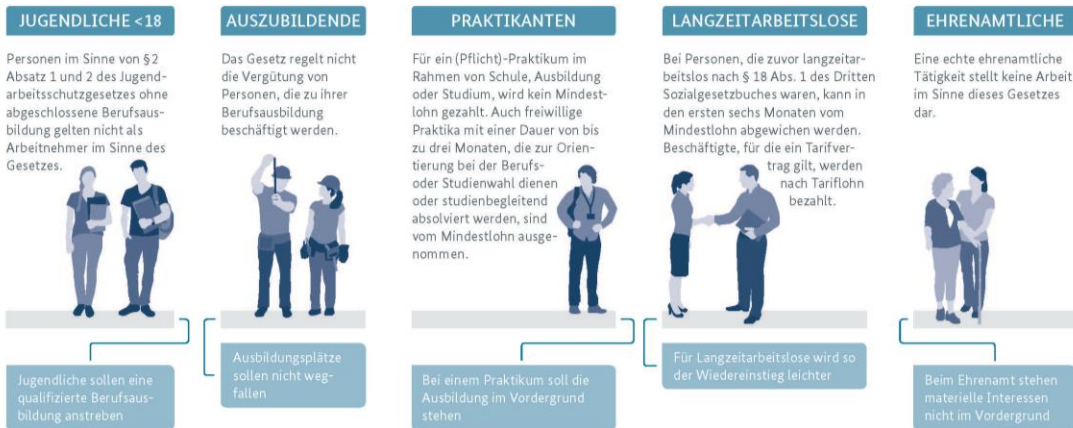 JUGENDLICHE <18
Personen im Sinne von §2
Absatz 1 und 2 des Jugend-
arbeitsschutzgesetzes ohne
abgeschlossene Berufsaus-
bildung gelten nicht als
Arbeitnehmer im Sinne des
Gesetzes.
Jugendliche sollen eine
qualifizierte Berufsaus-
bildung anstreben
AUSZUBILDENDE
Das Gesetz regelt nicht
die Vergütung von
Personen, die zu ihrer
Berufsausbildung
beschäftigt werden.
Ausbildungsplätze
sollen nicht weg-
fallen
PRAKTIKANTEN
Für ein (Pflicht)-Praktikum im
Rahmen von Schule, Ausbildung
oder Studium, wird kein Mindest-
lohn gezahlt. Auch freiwillige
Praktika mit einer Dauer von bis
zu drei Monaten, die zur Orien-
tierung bei der Berufs-
oder Studienwahl dienen
oder studienbegleitend
absolviert werden, sind
vom Mindestlohn ausge-
nommen.
Bei einem Praktikum soll die
Ausbildung im Vordergrund
stehen
LANGZEITARBEITSLOSE
Bei Personen, die zuvor langzeitar-
beitslos nach § 18 Abs. 1 des Dritten
Sozialgesetzbuches waren, kann in
den ersten sechs Monaten vom
Mindestlohn abgewichen werden.
Beschäftigte, für die ein Tarifver-
trag gilt, werden
nach Tariflohn
bezahlt.
Für Langzeitarbeitslose wird so
der Wiedereinstieg leichter
EHRENAMTLICHE
Eine echte ehrenamtliche
Tätigkeit stellt keine Arbeit
im Sinne dieses Gesetzes
dar.
Beim Ehrenamt stehen
materielle Interessen
nicht im Vordergrund